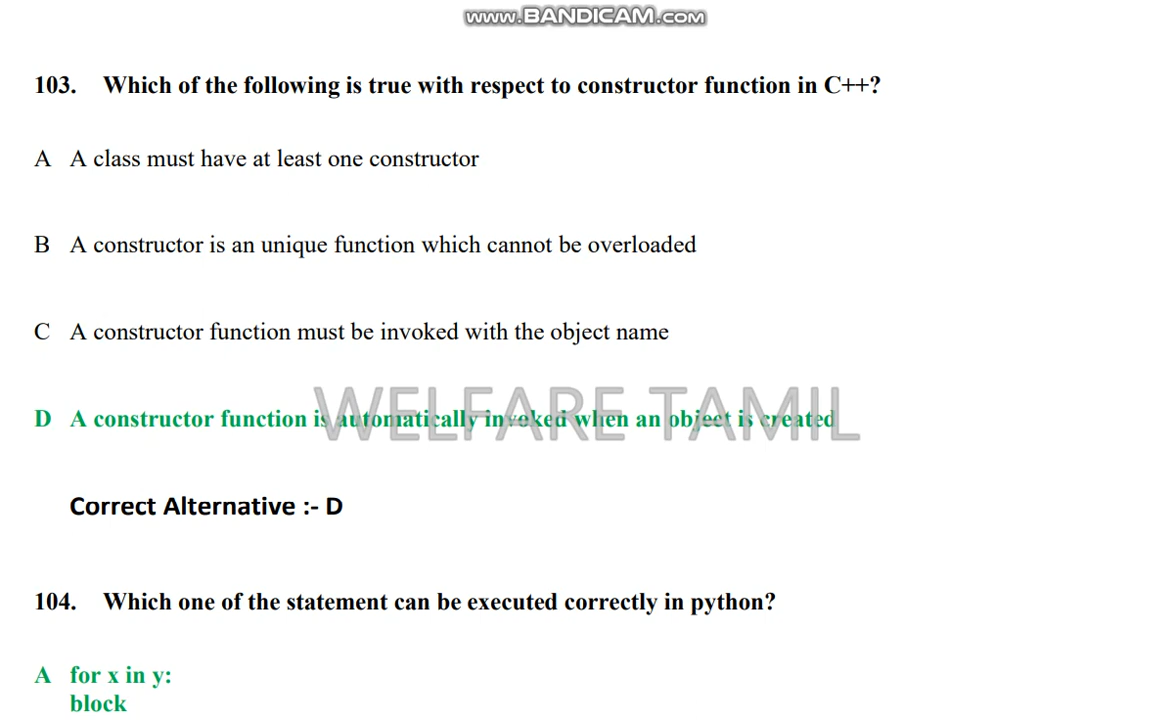 www.BANDICAM.COM
103. Which of the following is true with respect to constructor function in C++?
A A class must have at least one constructor
B A constructor is an unique function which cannot be overloaded
C A constructor function must be invoked with the object name
WELFARE TAMIL
D A constructor function is automatically invoked when an object is created
Correct Alternative :- D
104. Which one of the statement can be executed correctly in python?
A for x in y:
block